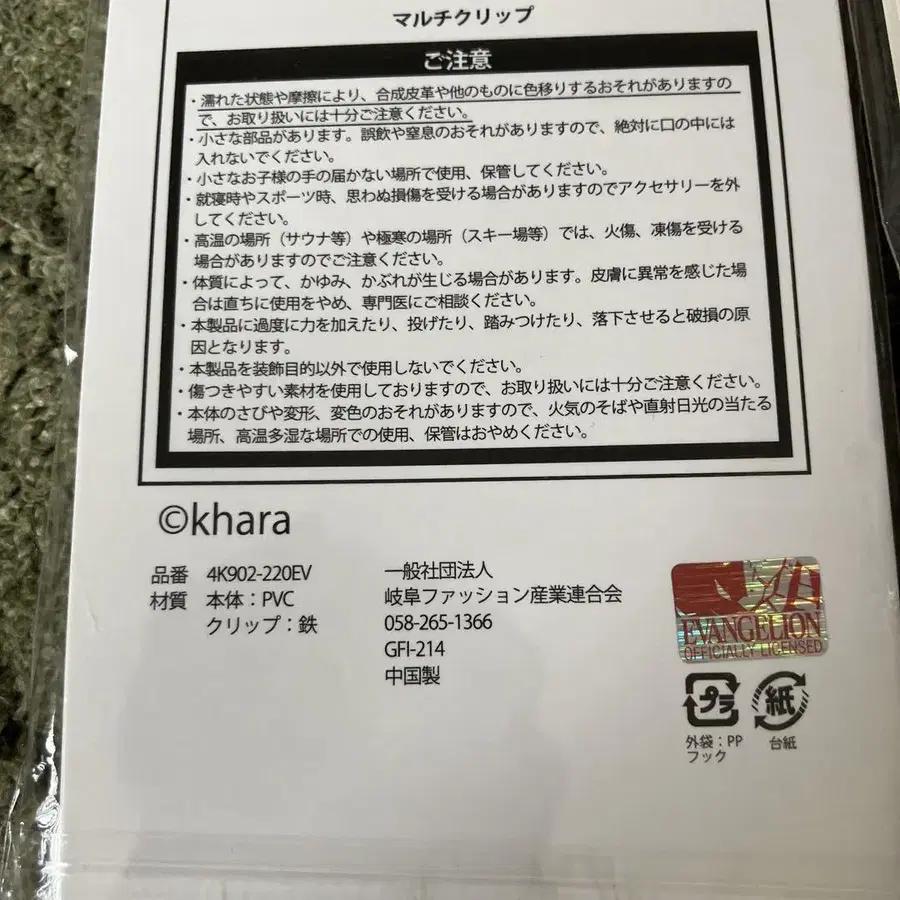 マルチクリップ
ご注意
・濡れた状態や摩擦により、合成皮革や他のものに色移りするおそれがありますの
で、お取り扱いには十分ご注意ください。
・小さな部品があります。誤飲や窒息のおそれがありますので、絶対に口の中には
入れないでください。
・小さなお子様の手の届かない場所で使用、保管してください。
・就寝時やスポーツ時、思わぬ損傷を受ける場合がありますのでアクセサリーを外
してください。
・高温の場所（サウナ等）や極寒の場所（スキー場等）では、火傷、凍傷を受ける
場合がありますのでご注意ください。
・体質によって、かゆみ、かぶれが生じる場合があります。皮膚に異常を感じた場
合は直ちに使用をやめ、専門医にご相談ください。
・本製品に過度に力を加えたり、投げたり、踏みつけたり、落下させると破損の原
因となります。
・本製品を装飾目的以外で使用しないでください。
・傷つきやすい素材を使用しておりますので、お取り扱いには十分ご注意ください。
・本体のさびや変形、変色のおそれがありますので、火気のそばや直射日光の当たる
場所、高温多湿な場所での使用、保管はおやめください。
©khara
品番 4K902-220EV
材質 本体：PVC
クリップ：鉄
一般社団法人
岐阜ファッション産業連合会
058-265-1366
GFI-214
中国製
EVANGELION
OFFICIALLY LICENSED
プラ
紙
外袋：PP
フック
台紙